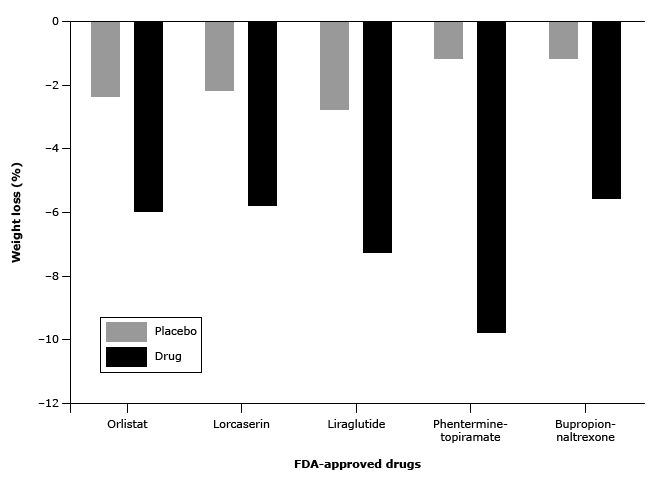 0
−2
−4
−6
−8
−10
−12
Weight loss (%)
Placebo
Drug
Orlistat
Lorcaserin
Liraglutide
Phentermine-
topiramate
Bupropion-
naltrexone
FDA-approved drugs